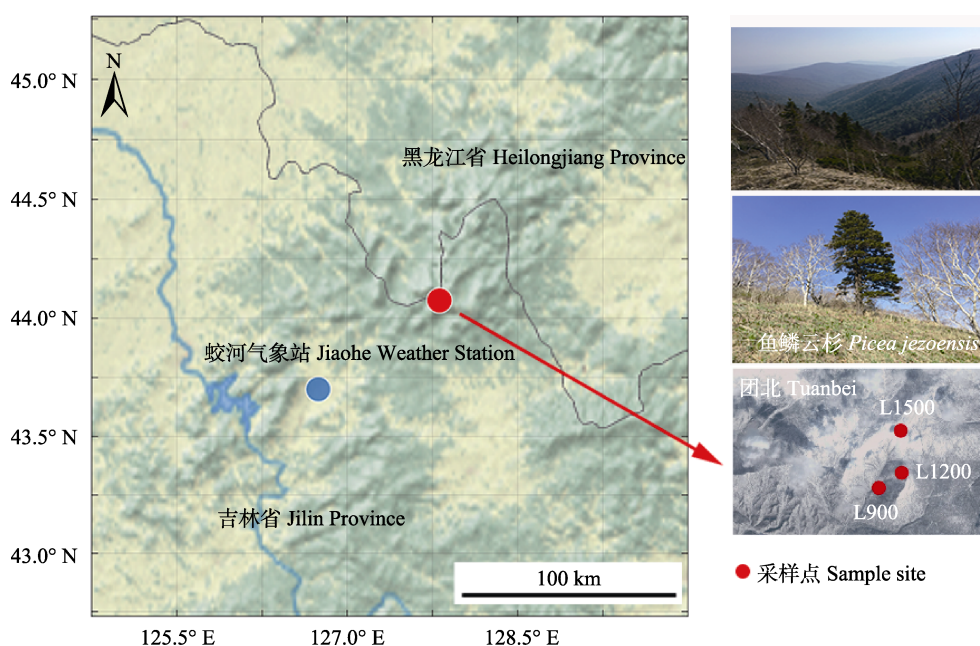 N
45.0° N
44.5° N
44.0° N
43.5° N
43.0° N
125.5° E
127.0° E
128.5° E
黑龙江省 Heilongjiang Province
蛟河气象站 Jiaohe Weather Station
吉林省 Jilin Province
100 km
鱼鳞云杉 Picea jezoensis
团北 Tuanbei
L1500
L1200
L900
采样点 Sample site